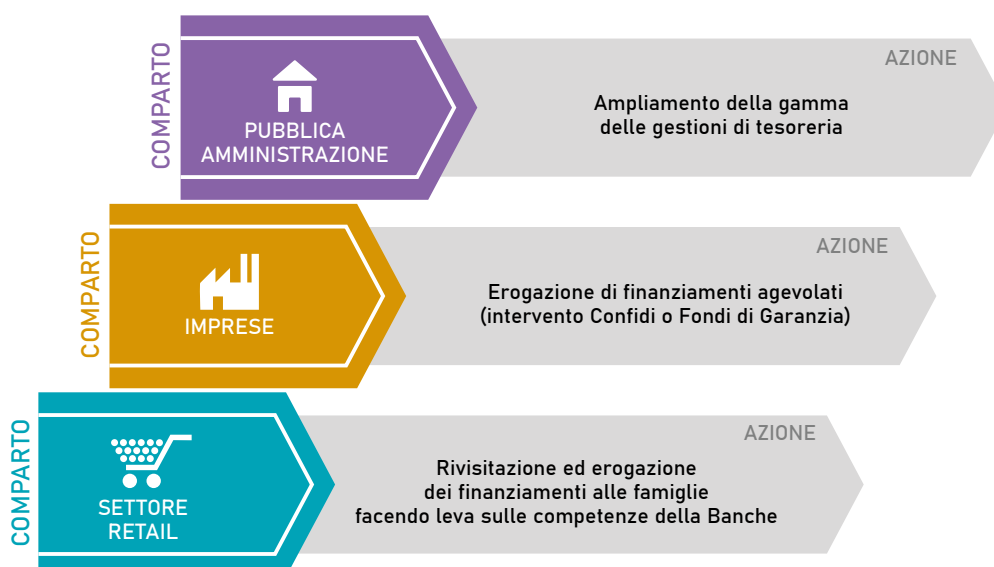 COMPARTO
PUBBLICA
AMMINISTRAZIONE
AZIONE
Ampliamento della gamma
delle gestioni di tesoreria
COMPARTO
IMPRESE
AZIONE
Erogazione di finanziamenti agevolati
(intervento Confidi o Fondi di Garanzia)
COMPARTO
SETTORE
RETAIL
AZIONE
Rivisitazione ed erogazione
dei finanziamenti alle famiglie
facendo leva sulle competenze della Banche